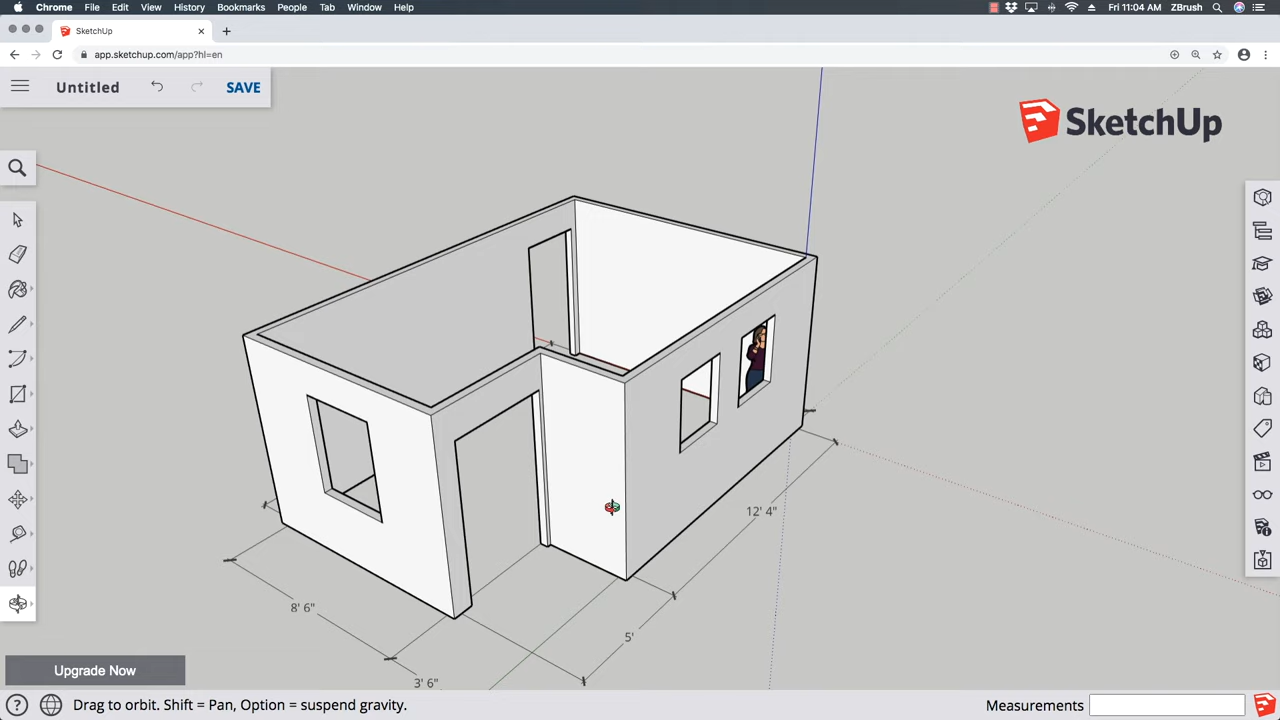 Chrome File Edit View History Bookmarks People Tab Window Help Fri 11:04 AM ZBrush
SketchUp
app.sketchup.com/app?hl=en
Untitled SAVE
SketchUp
12' 4"
8' 6"
5'
3' 6"
Upgrade Now
Drag to orbit. Shift = Pan, Option = suspend gravity. Measurements